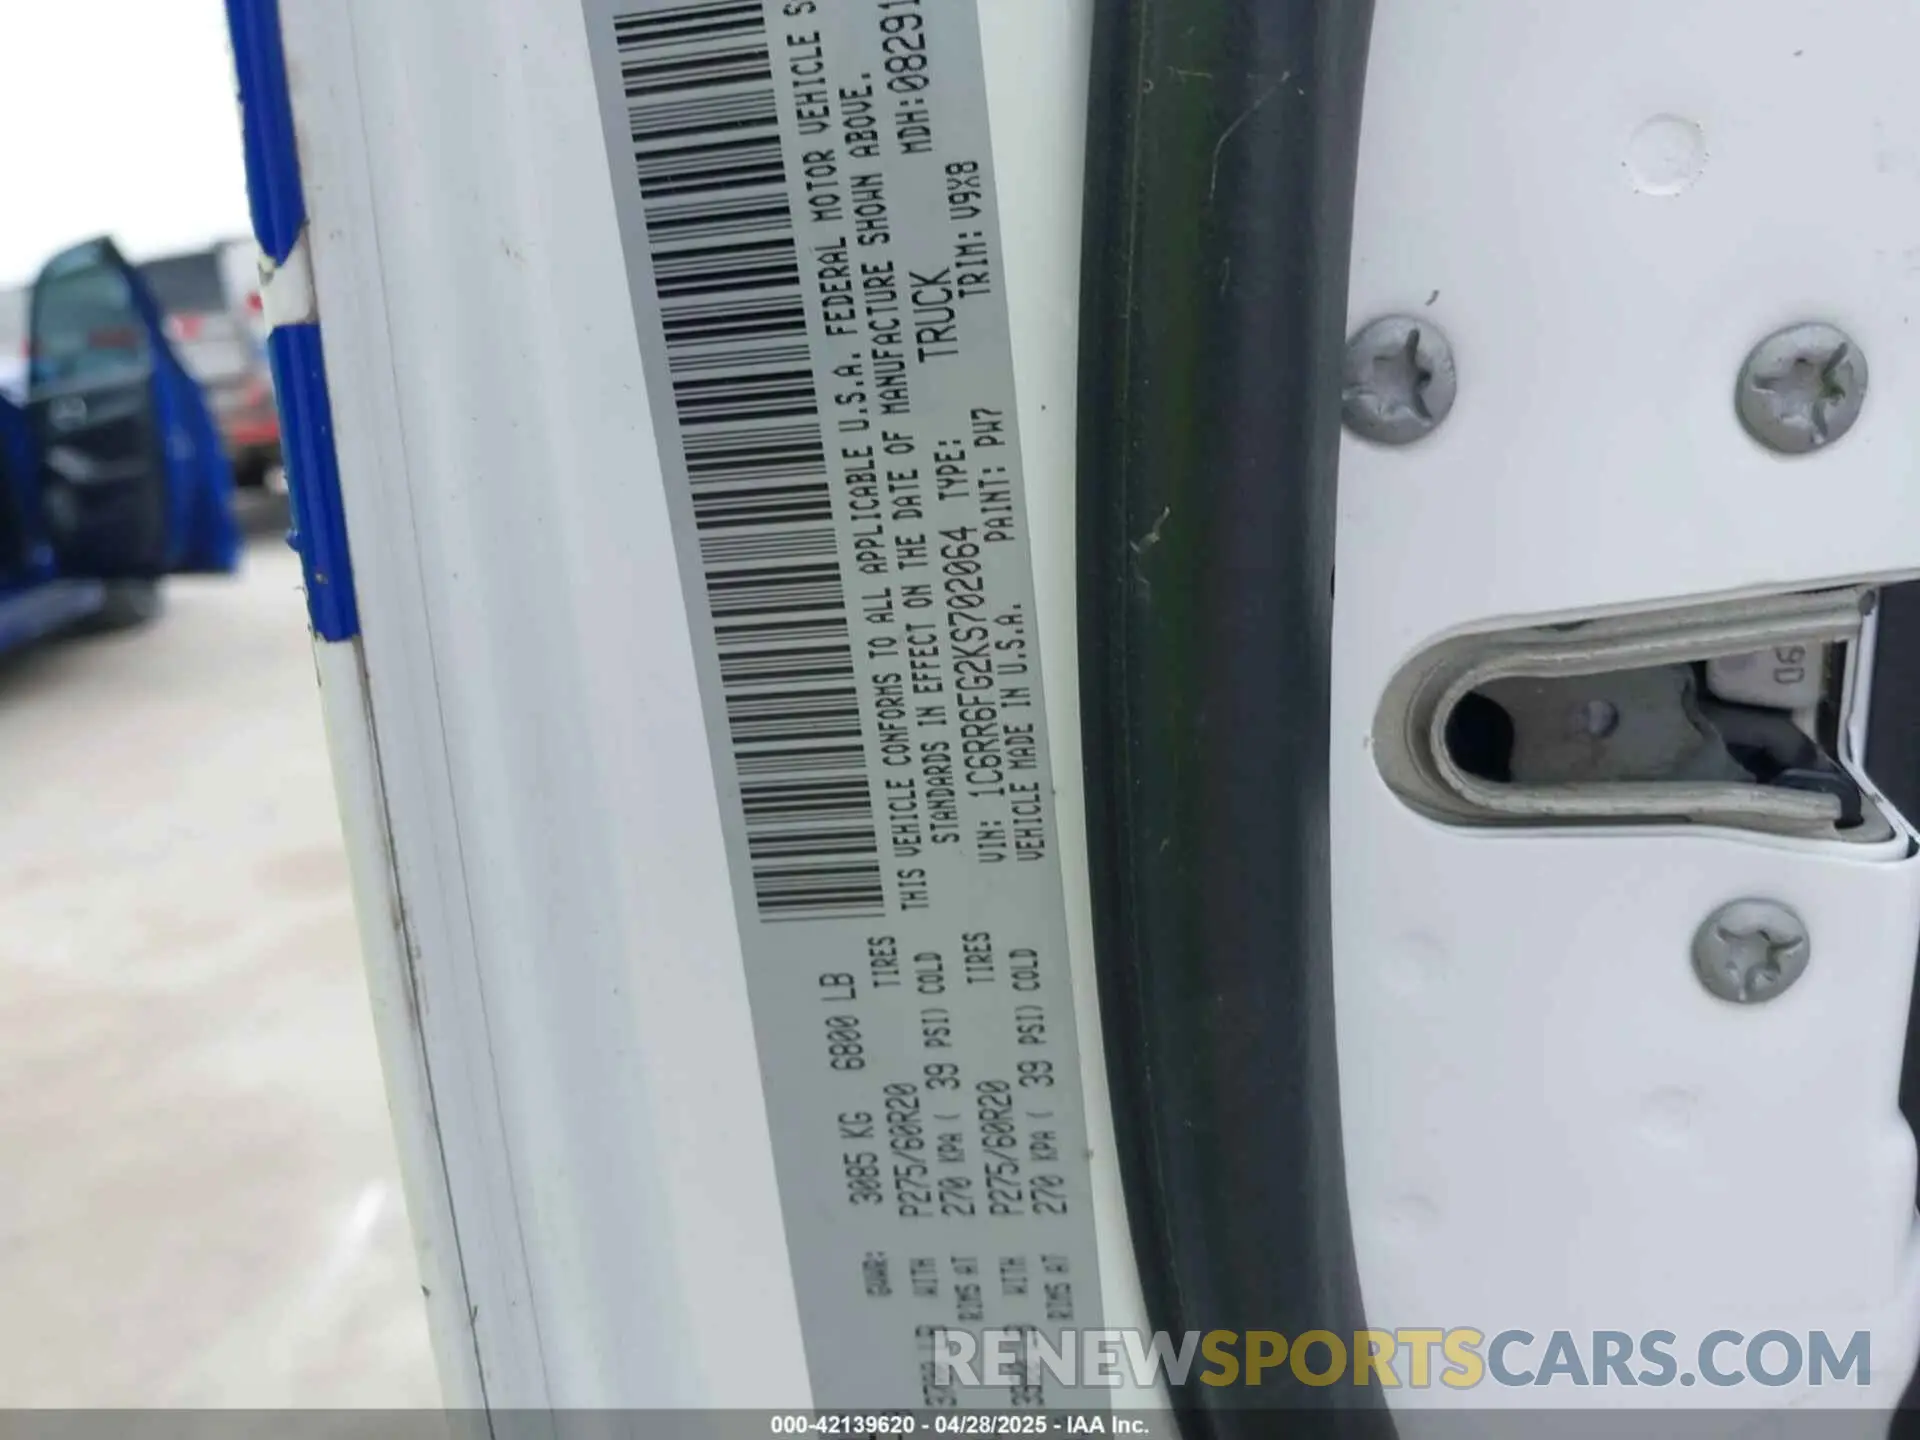 GVWR: 3085 KG 6800 LB
WITH P275/60R20 TIRES
RIMS AT 270 KPA ( 39 PSI) COLD
WITH P275/60R20 TIRES
RIMS AT 270 KPA ( 39 PSI) COLD
THIS VEHICLE CONFORMS TO ALL APPLICABLE U.S.A. FEDERAL MOTOR VEHICLE
STANDARDS IN EFFECT ON THE DATE OF MANUFACTURE SHOWN ABOVE.
VIN: 1C6RR6FG2KS702064 TYPE: TRUCK MDH:08291
VEHICLE MADE IN U.S.A. PAINT: PW7 TRIM: V9X8
06
RENEWSPORTSCARS.COM
000-42139620 - 04/28/2025 - IAA Inc.